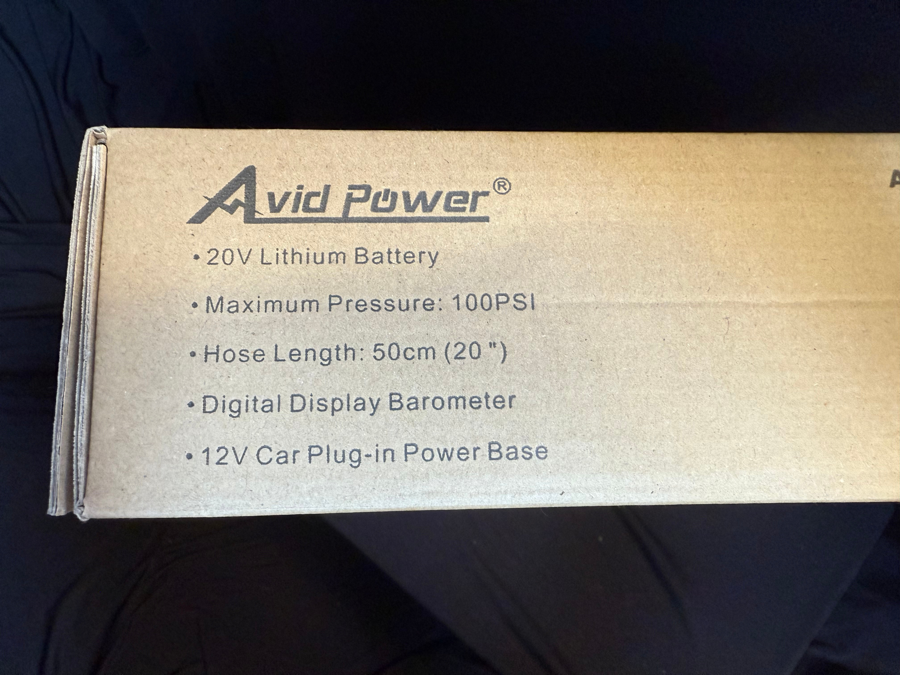 Avid Power®
•20V Lithium Battery
•Maximum Pressure: 100PSI
•Hose Length: 50cm (20 ")
•Digital Display Barometer
•12V Car Plug-in Power Base